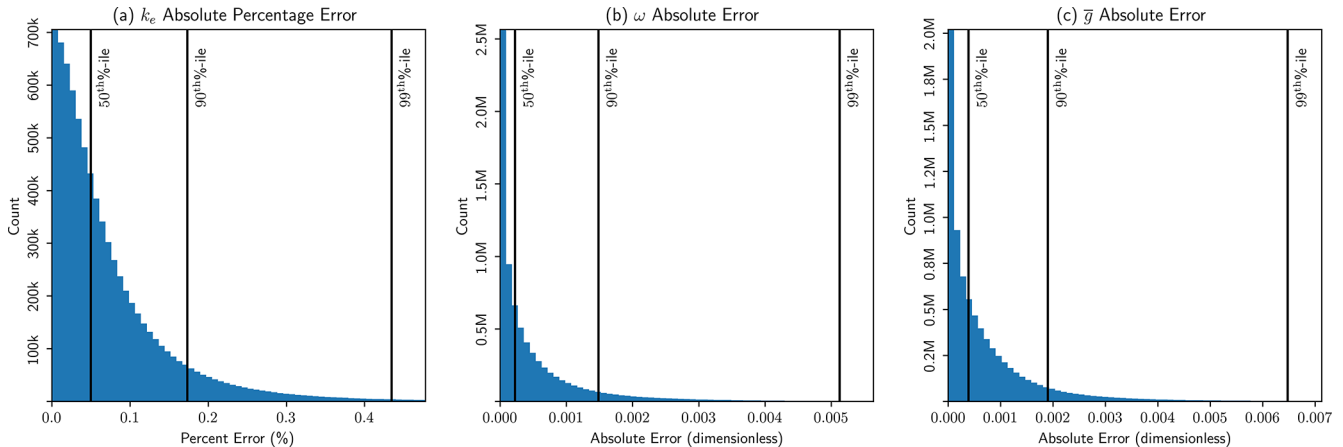 (a) kₑ Absolute Percentage Error
700k
600k
500k
400k
300k
200k
100k
Count
50ᵗʰ%-ile
90ᵗʰ%-ile
99ᵗʰ%-ile
0.0 0.1 0.2 0.3 0.4
Percent Error (%)
(b) ω Absolute Error
2.5M
2.0M
1.5M
1.0M
0.5M
Count
50ᵗʰ%-ile
90ᵗʰ%-ile
99ᵗʰ%-ile
0.000 0.001 0.002 0.003 0.004 0.005
Absolute Error (dimensionless)
(c) g̅ Absolute Error
2.0M
1.8M
1.5M
1.2M
1.0M
0.8M
0.5M
0.2M
Count
50ᵗʰ%-ile
90ᵗʰ%-ile
99ᵗʰ%-ile
0.000 0.001 0.002 0.003 0.004 0.005 0.006 0.007
Absolute Error (dimensionless)